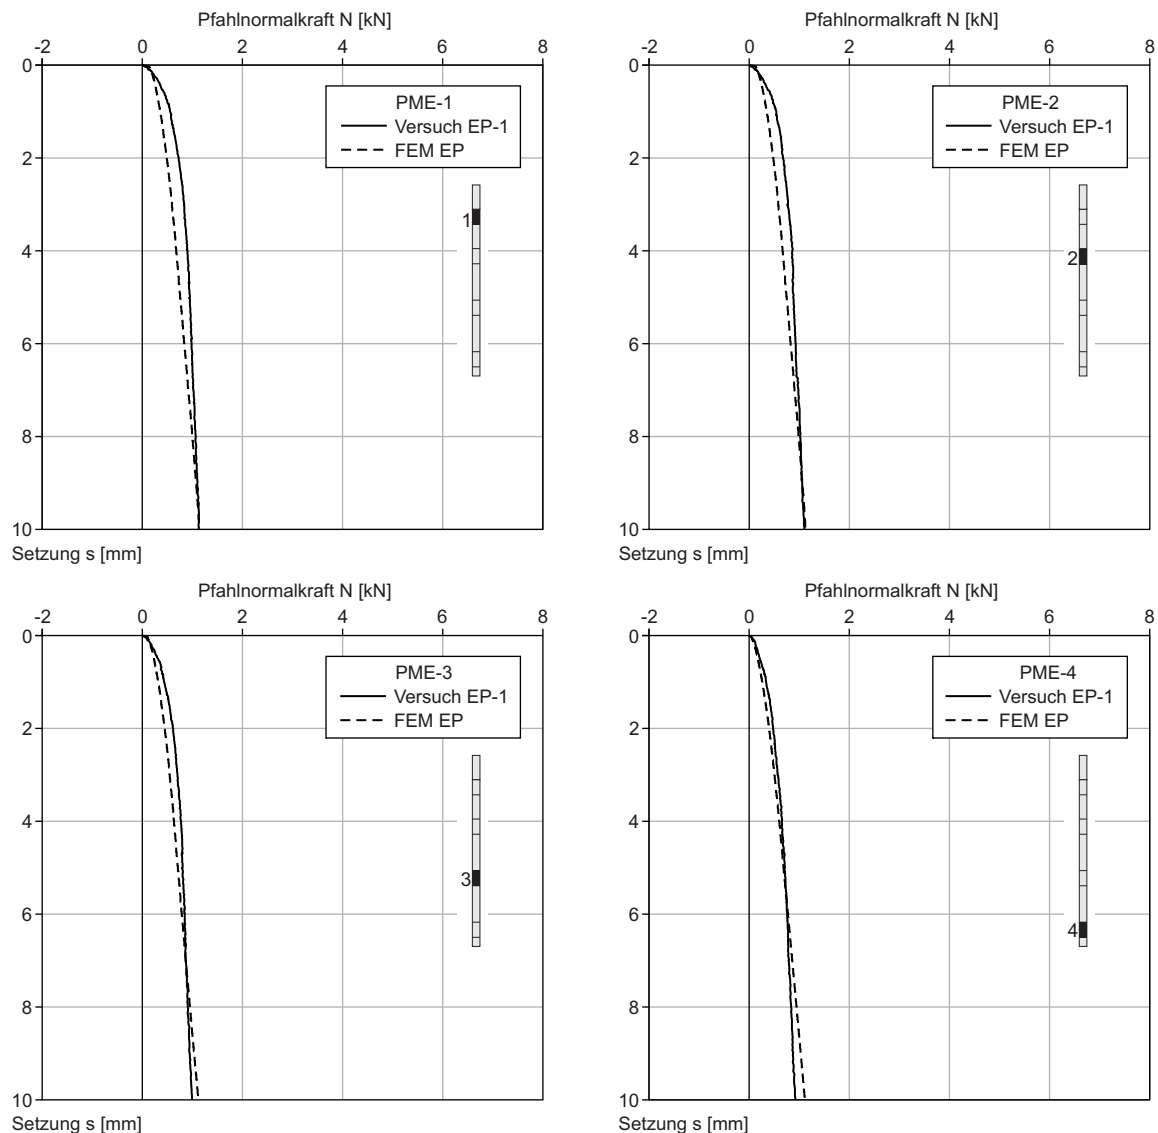 Pfahlnormalkraft N [kN]
-2 0 2 4 6 8
0
2
4
6
8
10
PME-1
Versuch EP-1
FEM EP
1
Setzung s [mm]
Pfahlnormalkraft N [kN]
-2 0 2 4 6 8
0
2
4
6
8
10
PME-2
Versuch EP-1
FEM EP
2
Setzung s [mm]
Pfahlnormalkraft N [kN]
-2 0 2 4 6 8
0
2
4
6
8
10
PME-3
Versuch EP-1
FEM EP
3
Setzung s [mm]
Pfahlnormalkraft N [kN]
-2 0 2 4 6 8
0
2
4
6
8
10
PME-4
Versuch EP-1
FEM EP
4
Setzung s [mm]